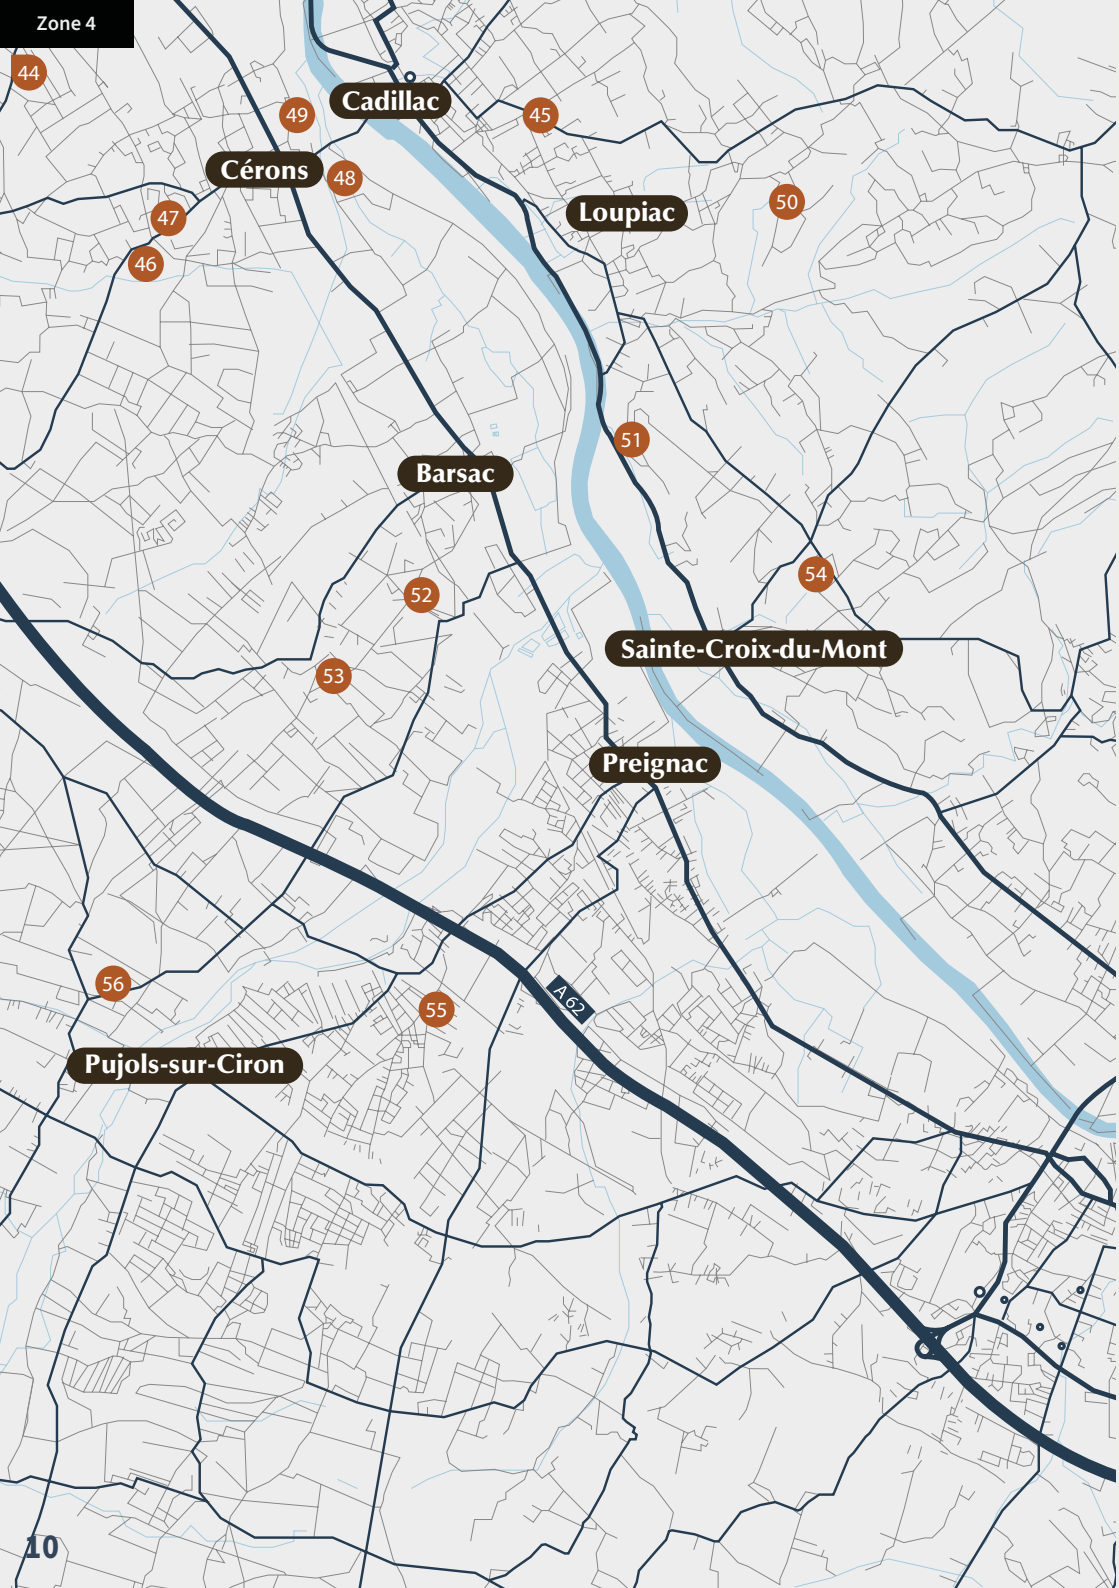 Zone 4
44
Cadillac
49
45
Cérons
48
50
47
Loupiac
46
51
Barsac
54
52
Sainte-Croix-du-Mont
53
Preignac
56
A 62
55
Pujols-sur-Ciron
10